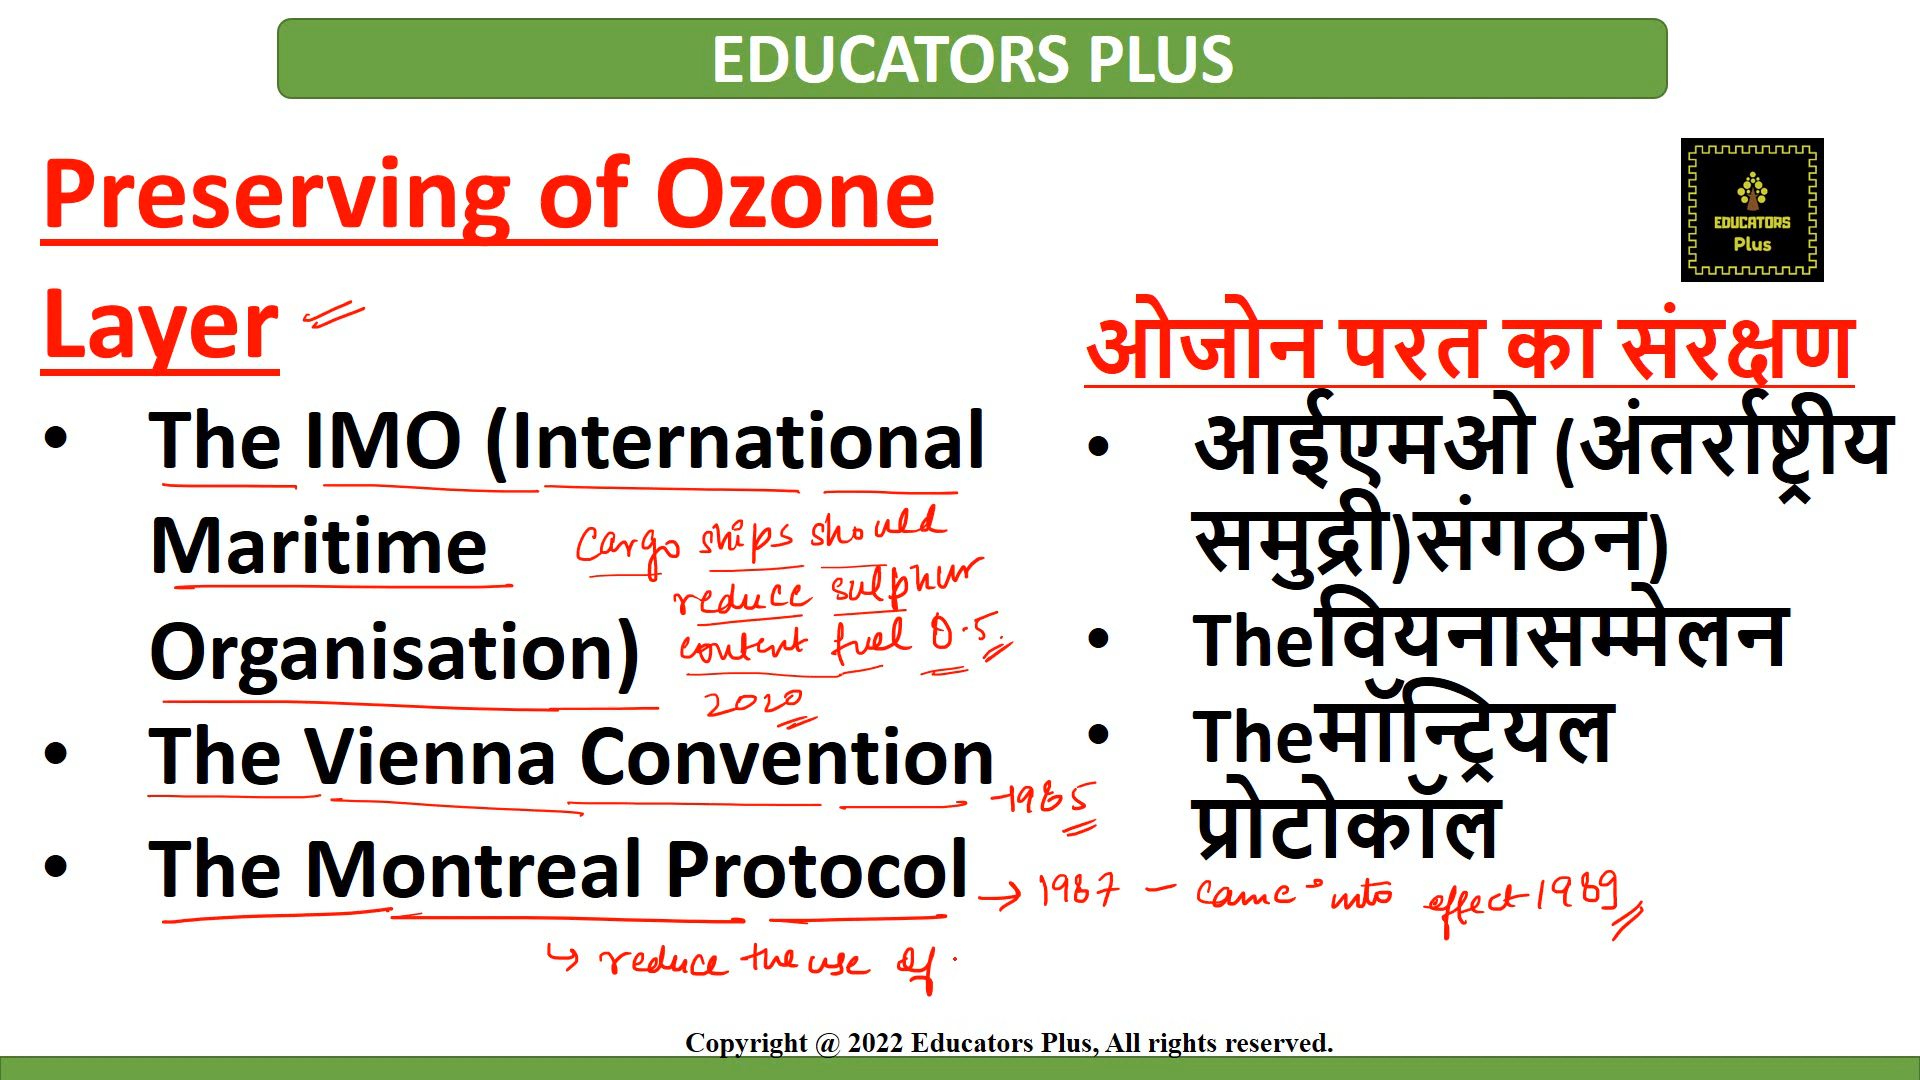 EDUCATORS PLUS
Preserving of Ozone
Layer
• The IMO (International
Maritime
Organisation)
cargo ships should
reduce sulphur
content fuel 0.5.
2020
• The Vienna Convention
-1985
• The Montreal Protocol
→ 1987 - came into effect-1989
↳ reduce the use of
EDUCATORS
Plus
ओजोन परत का संरक्षण
• आईएमओ (अंतर्राष्ट्रीय
समुद्री)संगठन)
• Theवियनासम्मेलन
• Theमॉन्ट्रियल
प्रोटोकॉल
Copyright @ 2022 Educators Plus, All rights reserved.